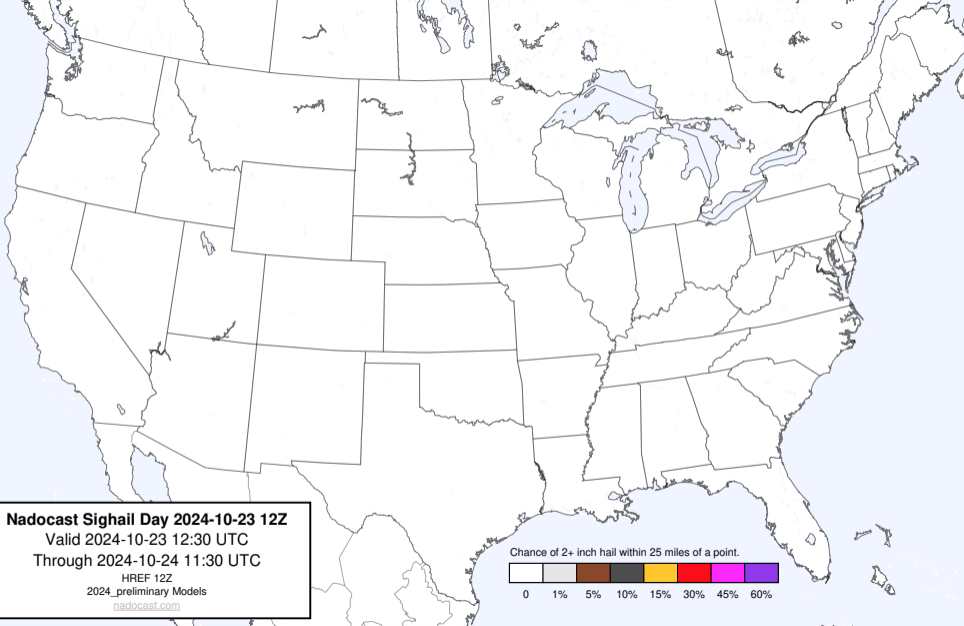 Nadocast Sighail Day 2024-10-23 12Z
Valid 2024-10-23 12:30 UTC
Through 2024-10-24 11:30 UTC
HREF 12Z
2024_preliminary Models
nadocast.com
Chance of 2+ inch hail within 25 miles of a point.
0 1% 5% 10% 15% 30% 45% 60%